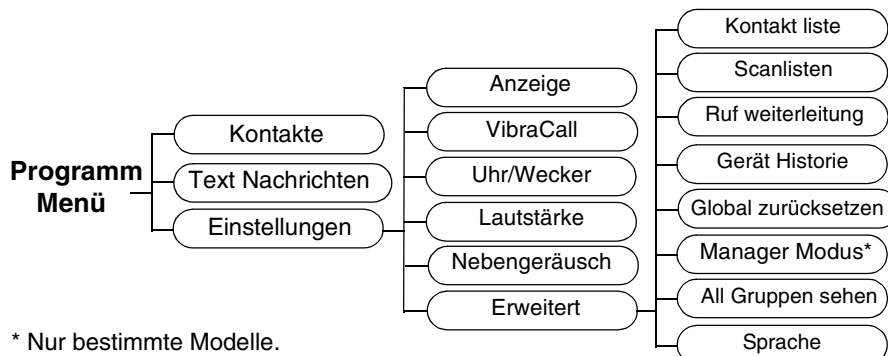 Programm
Menü
Kontakte
Text Nachrichten
Einstellungen
Anzeige
VibraCall
Uhr/Wecker
Lautstärke
Nebengeräusch
Erweitert
Kontakt liste
Scanlisten
Ruf weiterleitung
Gerät Historie
Global zurücksetzen
Manager Modus*
All Gruppen sehen
Sprache
* Nur bestimmte Modelle.